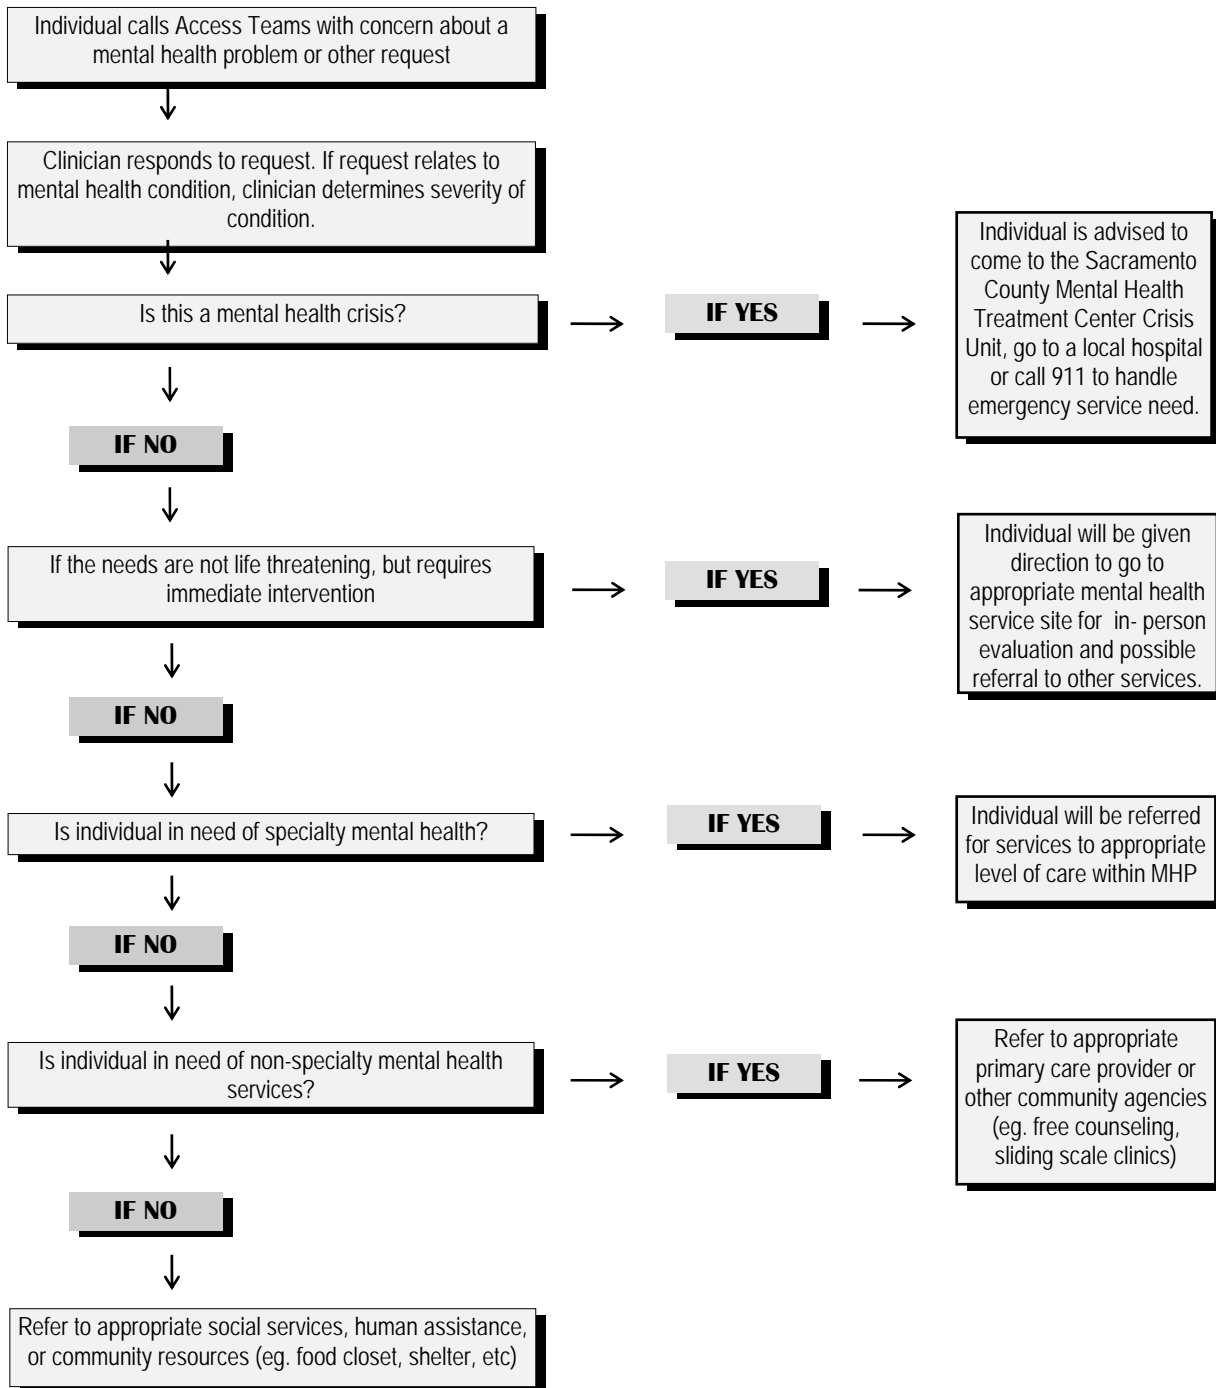 Individual calls Access Teams with concern about a
mental health problem or other request
Clinician responds to request. If request relates to
mental health condition, clinician determines severity of
condition.
Is this a mental health crisis?
IF YES
Individual is advised to
come to the Sacramento
County Mental Health
Treatment Center Crisis
Unit, go to a local hospital
or call 911 to handle
emergency service need.
IF NO
If the needs are not life threatening, but requires
immediate intervention
IF YES
Individual will be given
direction to go to
appropriate mental health
service site for in- person
evaluation and possible
referral to other services.
IF NO
Is individual in need of specialty mental health?
IF YES
Individual will be referred
for services to appropriate
level of care within MHP
IF NO
Is individual in need of non-specialty mental health
services?
IF YES
Refer to appropriate
primary care provider or
other community agencies
(eg. free counseling,
sliding scale clinics)
IF NO
Refer to appropriate social services, human assistance,
or community resources (eg. food closet, shelter, etc)